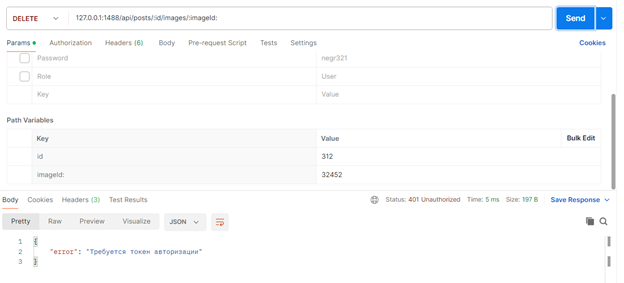 DELETE 127.0.0.1:1488/api/posts/:id/images/:imageId: Send
Params Authorization Headers (6) Body Pre-request Script Tests Settings Cookies
Password negr321
Role User
Key Value
Path Variables
Key Value Bulk Edit
id 312
imageId: 32452
Body Cookies Headers (3) Test Results Status: 401 Unauthorized Time: 5 ms Size: 197 B Save Response
Pretty Raw Preview Visualize JSON
1 {
2 "error": "Требуется токен авторизации"
3 }